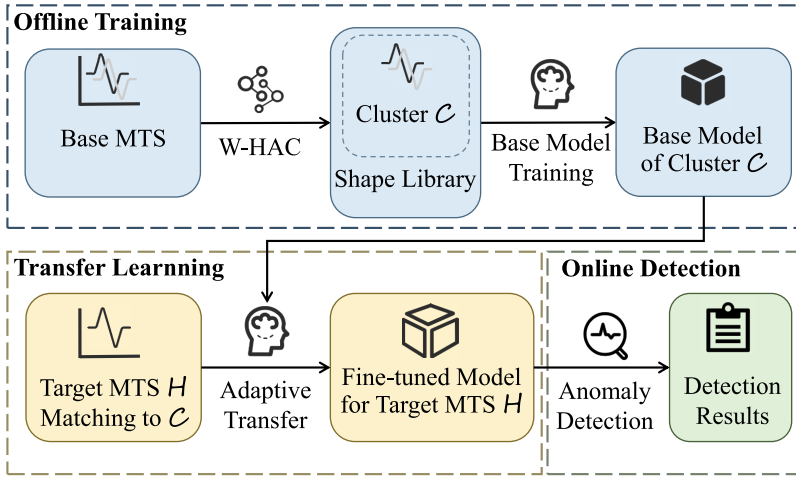 Offline Training
Base MTS
W-HAC
Cluster 𝒞
Shape Library
Base Model
Training
Base Model
of Cluster 𝒞
Transfer Learnning
Target MTS H
Matching to 𝒞
Adaptive
Transfer
Fine-tuned Model
for Target MTS H
Online Detection
Anomaly
Detection
Detection
Results